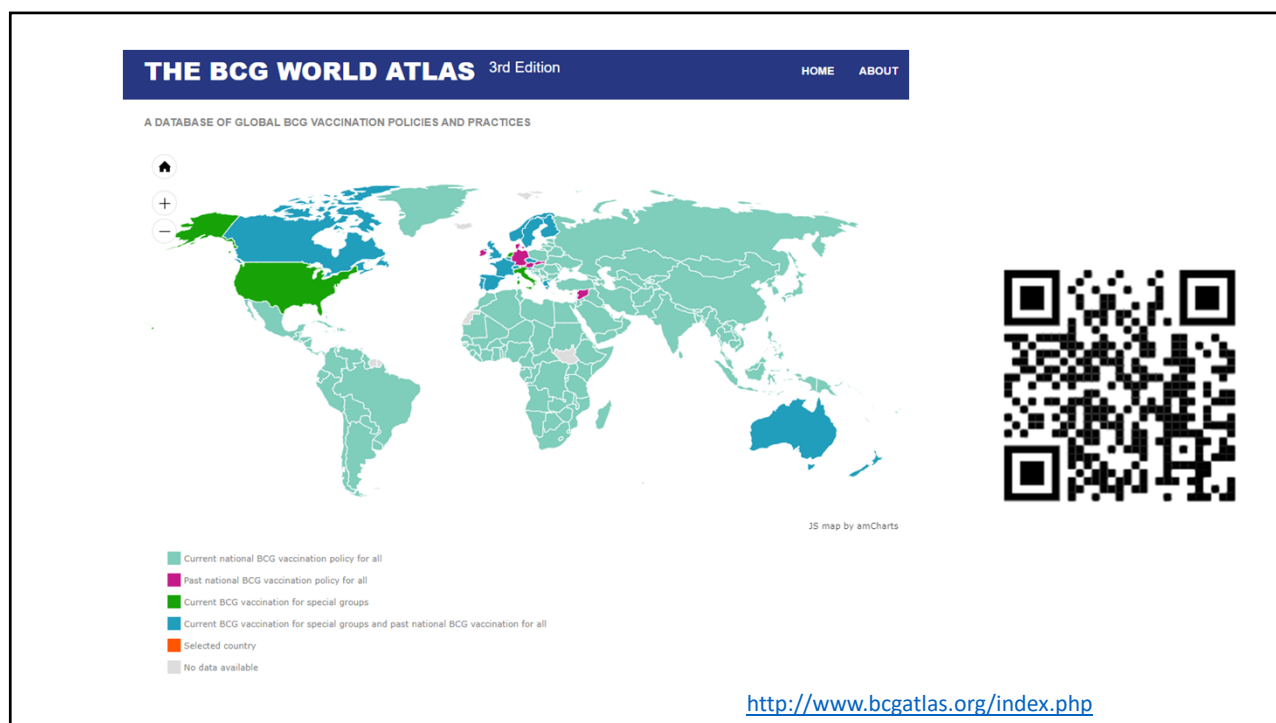 THE BCG WORLD ATLAS 3rd Edition
HOME ABOUT
A DATABASE OF GLOBAL BCG VACCINATION POLICIES AND PRACTICES
JS map by amCharts
Current national BCG vaccination policy for all
Past national BCG vaccination policy for all
Current BCG vaccination for special groups
Current BCG vaccination for special groups and past national BCG vaccination for all
Selected country
No data available
http://www.bcgatlas.org/index.php